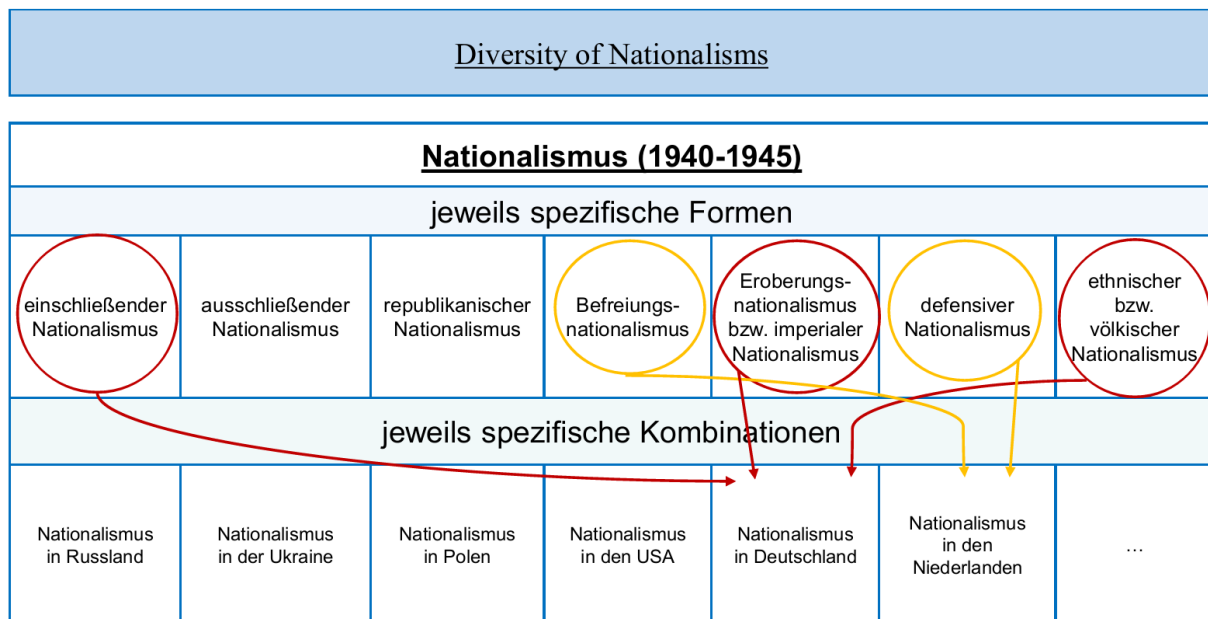 Diversity of Nationalisms
Nationalismus (1940-1945)
jeweils spezifische Formen
einschließender
Nationalismus
ausschließender
Nationalismus
republikanischer
Nationalismus
Befreiungs-
nationalismus
Eroberungs-
nationalismus
bzw. imperialer
Nationalismus
defensiver
Nationalismus
ethnischer
bzw.
völkischer
Nationalismus
jeweils spezifische Kombinationen
Nationalismus
in Russland
Nationalismus
in der Ukraine
Nationalismus
in Polen
Nationalismus
in den USA
Nationalismus
in Deutschland
Nationalismus
in den
Niederlanden
...